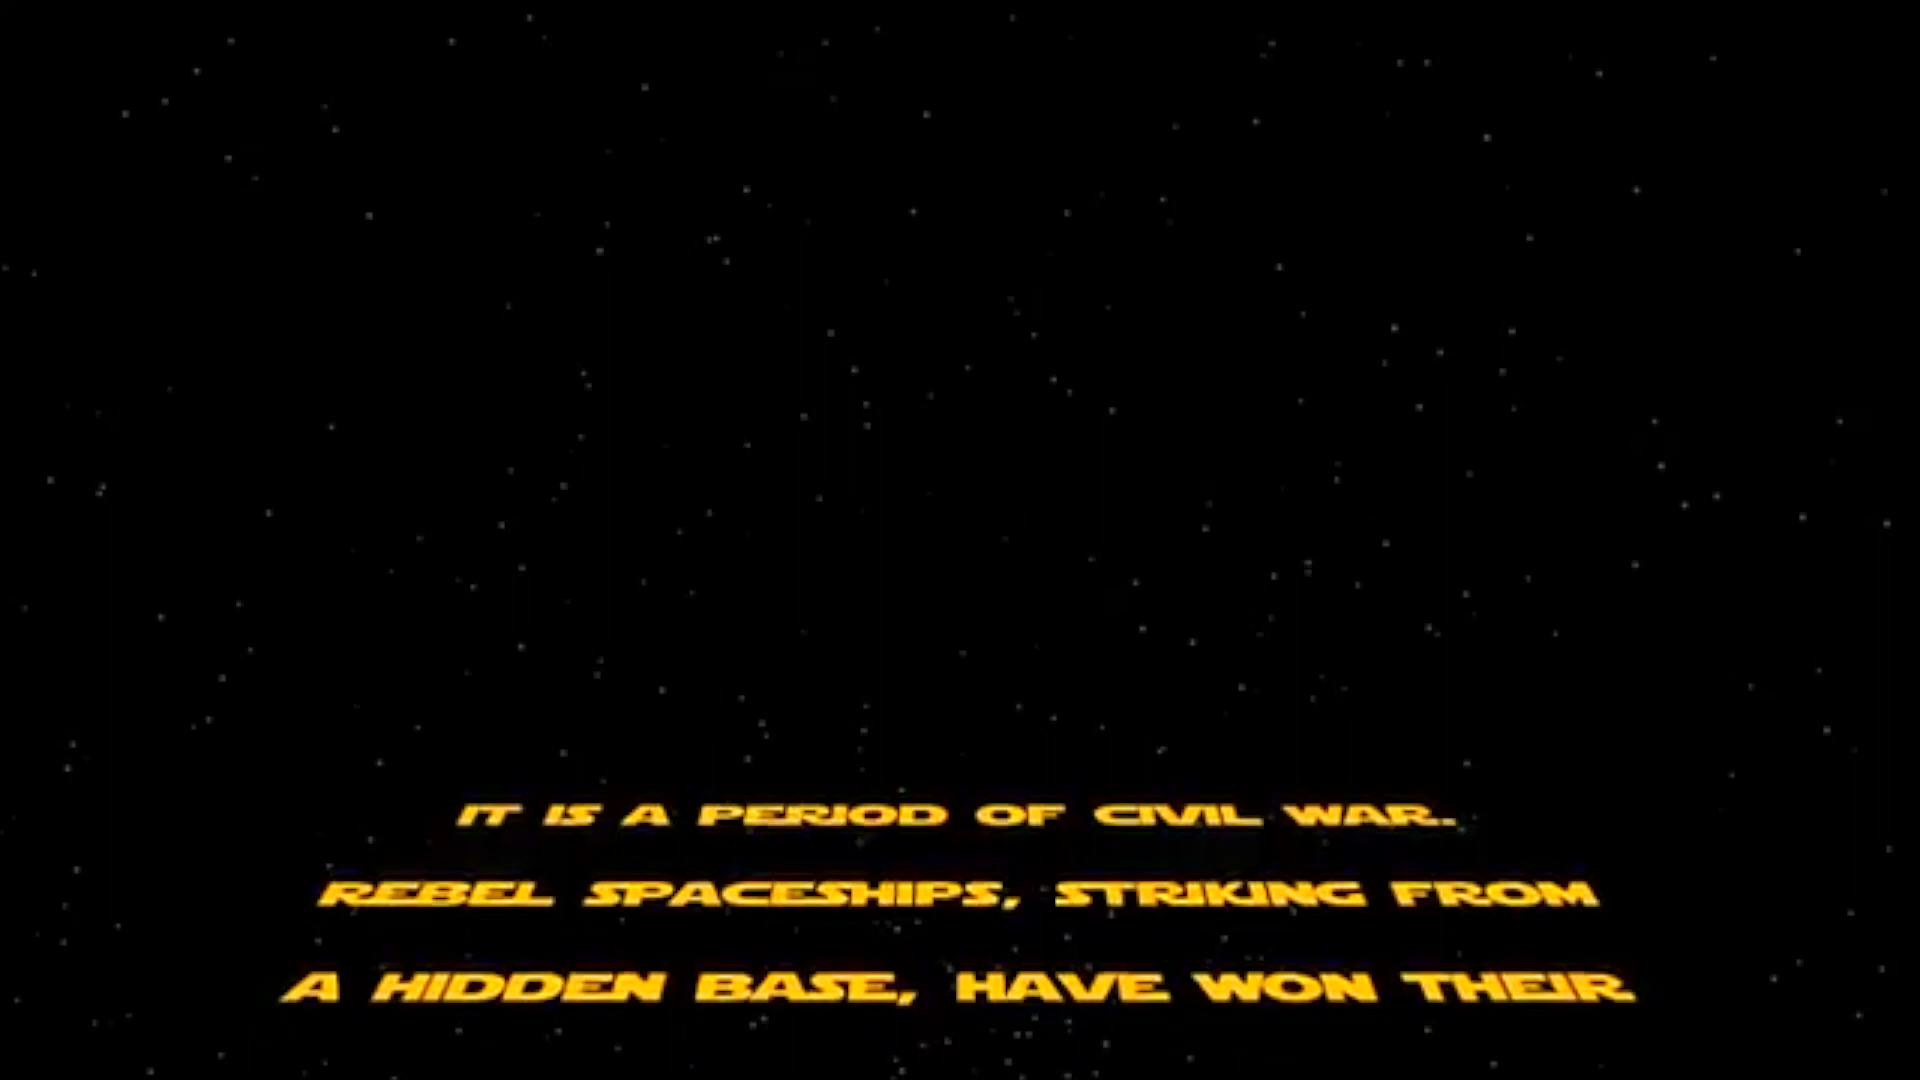 IT IS A PERIOD OF CIVIL WAR.
REBEL SPACESHIPS, STRIKING FROM
A HIDDEN BASE, HAVE WON THEIR